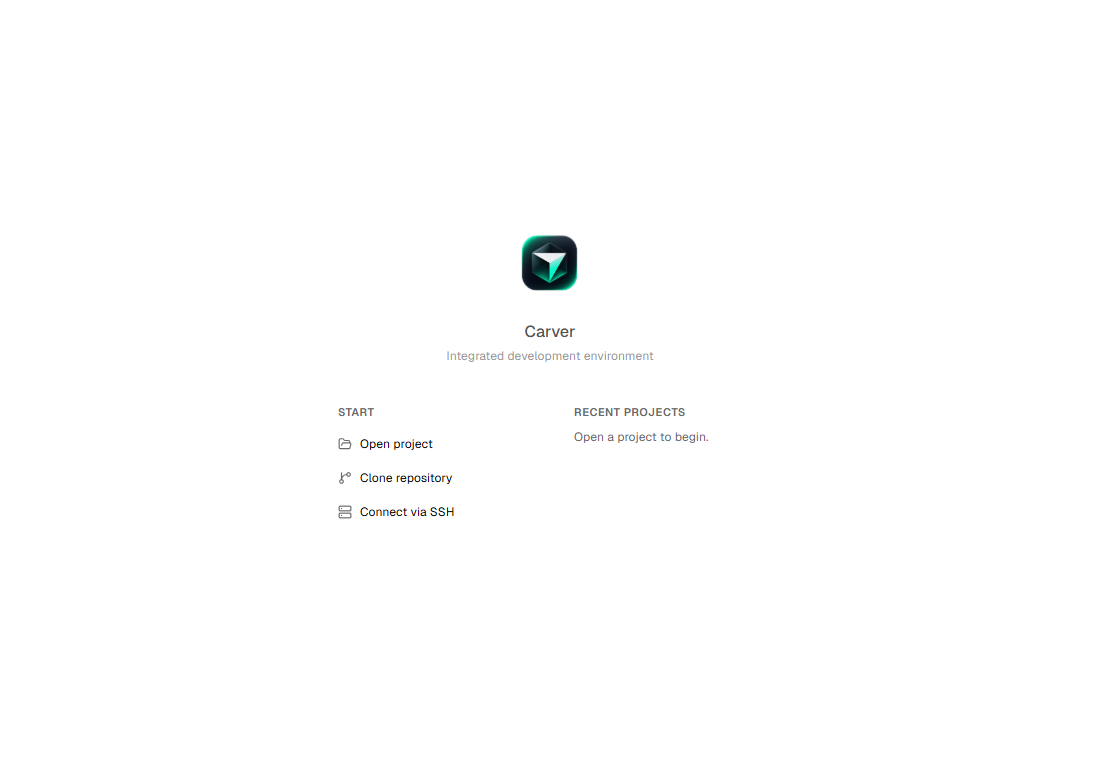 Carver
Integrated development environment
START
Open project
Clone repository
Connect via SSH
RECENT PROJECTS
Open a project to begin.